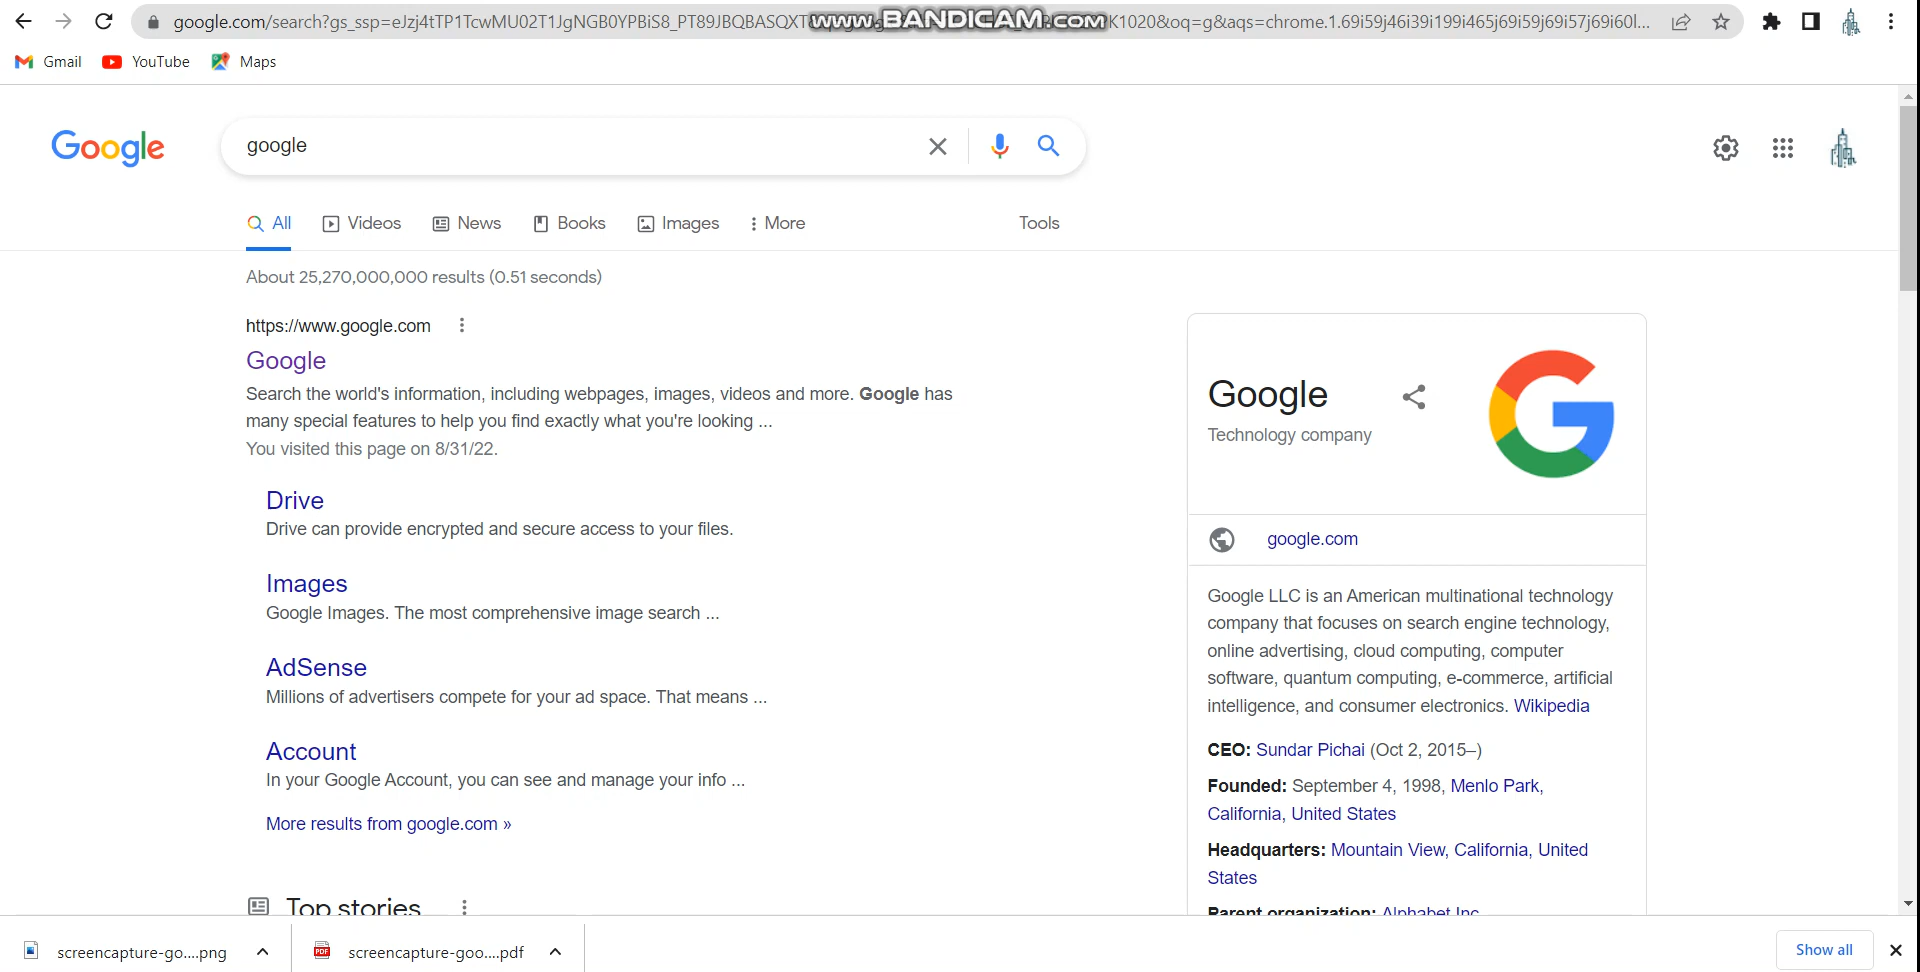 google.com/search?gs_ssp=eJzj4tTP1TcwMU02T1JgNGB0YPBiS8_PT89JBQBASQXT
www.BANDICAM.com
K1020&oq=g&aqs=chrome.1.69i59j46i39i199i465j69i59j69i57j69i60l...
Gmail
YouTube
Maps
Google
google
All
Videos
News
Books
Images
More
Tools
About 25,270,000,000 results (0.51 seconds)
https://www.google.com
Google
Search the world's information, including webpages, images, videos and more. Google has
many special features to help you find exactly what you're looking ...
You visited this page on 8/31/22.
Drive
Drive can provide encrypted and secure access to your files.
Images
Google Images. The most comprehensive image search ...
AdSense
Millions of advertisers compete for your ad space. That means ...
Account
In your Google Account, you can see and manage your info ...
More results from google.com »
Top stories
Google
Technology company
google.com
Google LLC is an American multinational technology
company that focuses on search engine technology,
online advertising, cloud computing, computer
software, quantum computing, e-commerce, artificial
intelligence, and consumer electronics. Wikipedia
CEO: Sundar Pichai (Oct 2, 2015–)
Founded: September 4, 1998, Menlo Park,
California, United States
Headquarters: Mountain View, California, United
States
Parent organization: Alphabet Inc.
screencapture-go....png
PDF
screencapture-goo....pdf
Show all